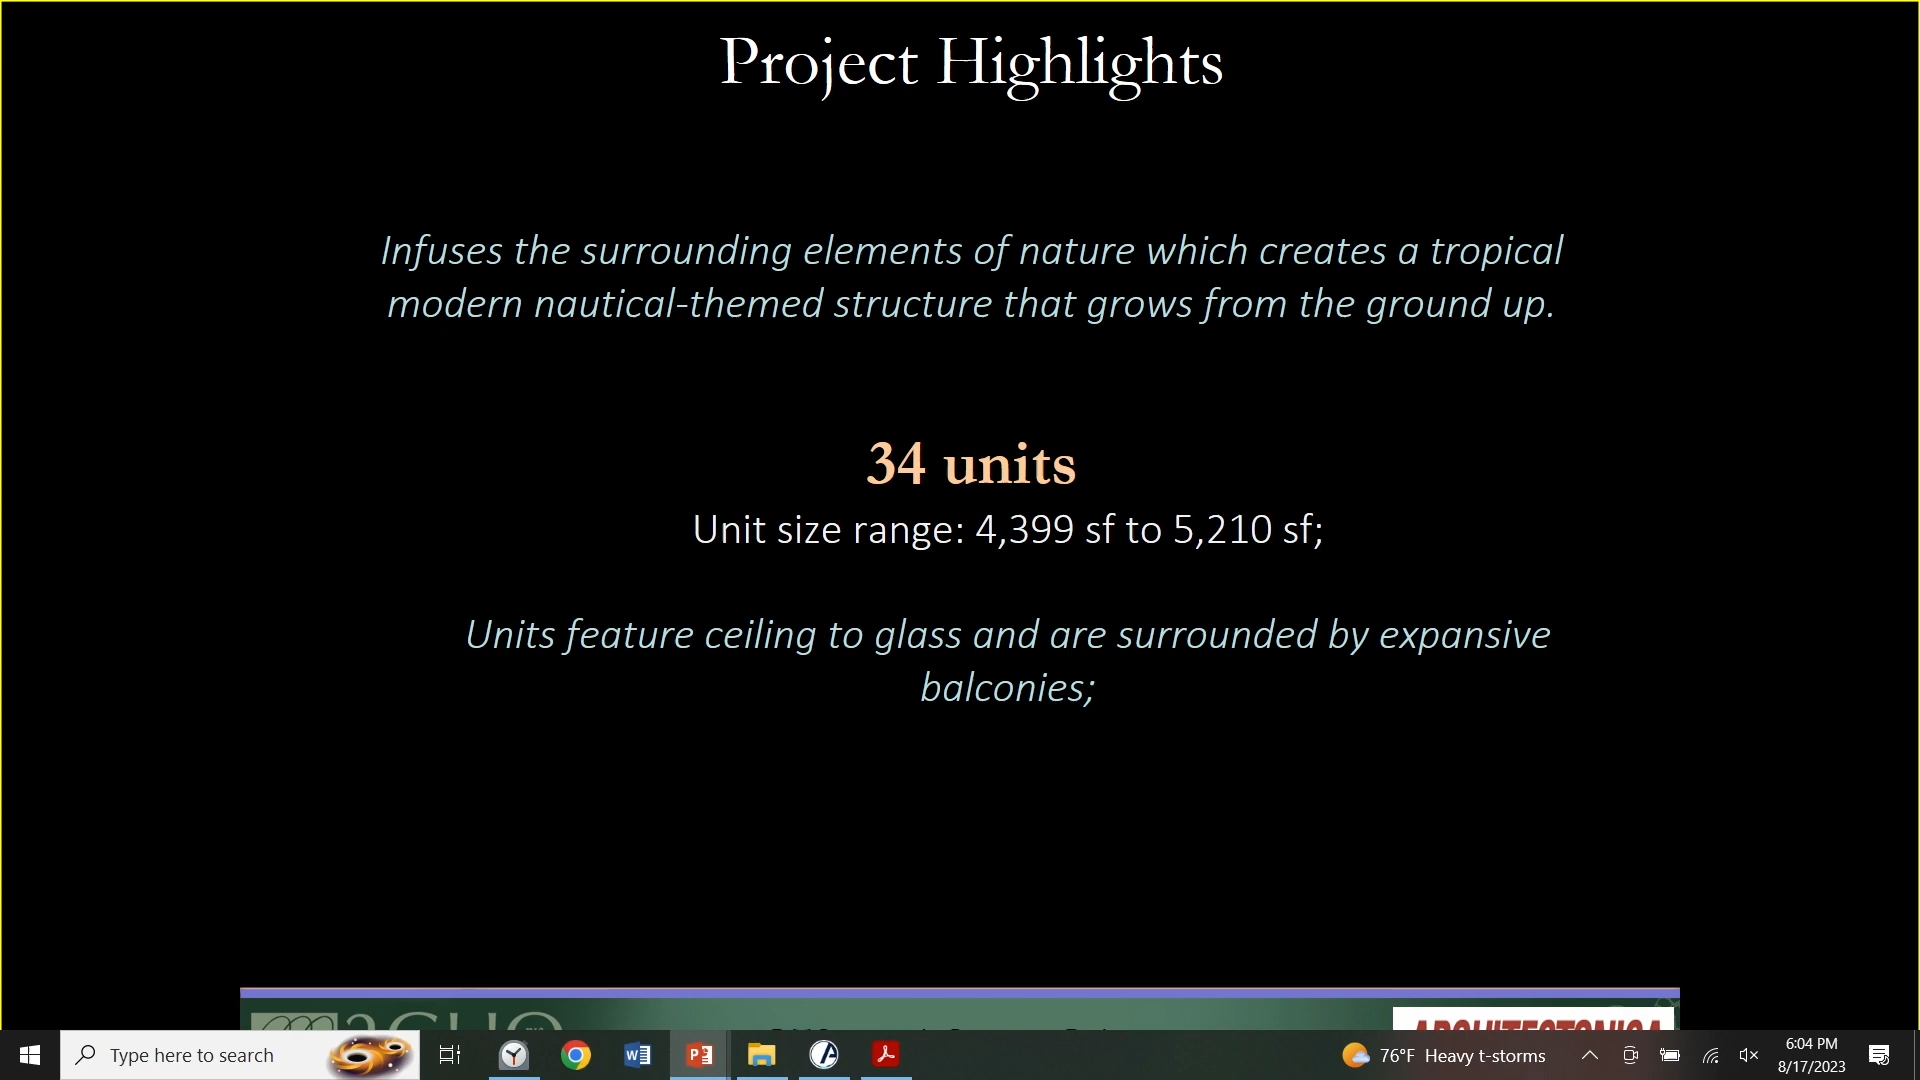 Project Highlights
Infuses the surrounding elements of nature which creates a tropical
modern nautical-themed structure that grows from the ground up.
34 units
Unit size range: 4,399 sf to 5,210 sf;
Units feature ceiling to glass and are surrounded by expansive
balconies;
ARCHITECTONICA
Type here to search
76°F Heavy t-storms
6:04 PM
8/17/2023